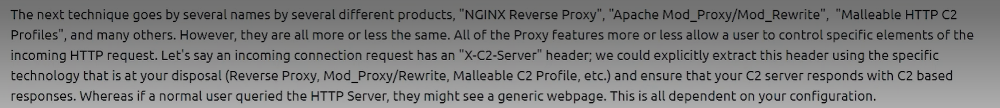 The next technique goes by several names by several different products, "NGINX Reverse Proxy", "Apache Mod_Proxy/Mod_Rewrite",  "Malleable HTTP C2
Profiles", and many others. However, they are all more or less the same. All of the Proxy features more or less allow a user to control specific elements of the
incoming HTTP request. Let's say an incoming connection request has an "X-C2-Server" header; we could explicitly extract this header using the specific
technology that is at your disposal (Reverse Proxy, Mod_Proxy/Rewrite, Malleable C2 Profile, etc.) and ensure that your C2 server responds with C2 based
responses. Whereas if a normal user queried the HTTP Server, they might see a generic webpage. This is all dependent on your configuration.